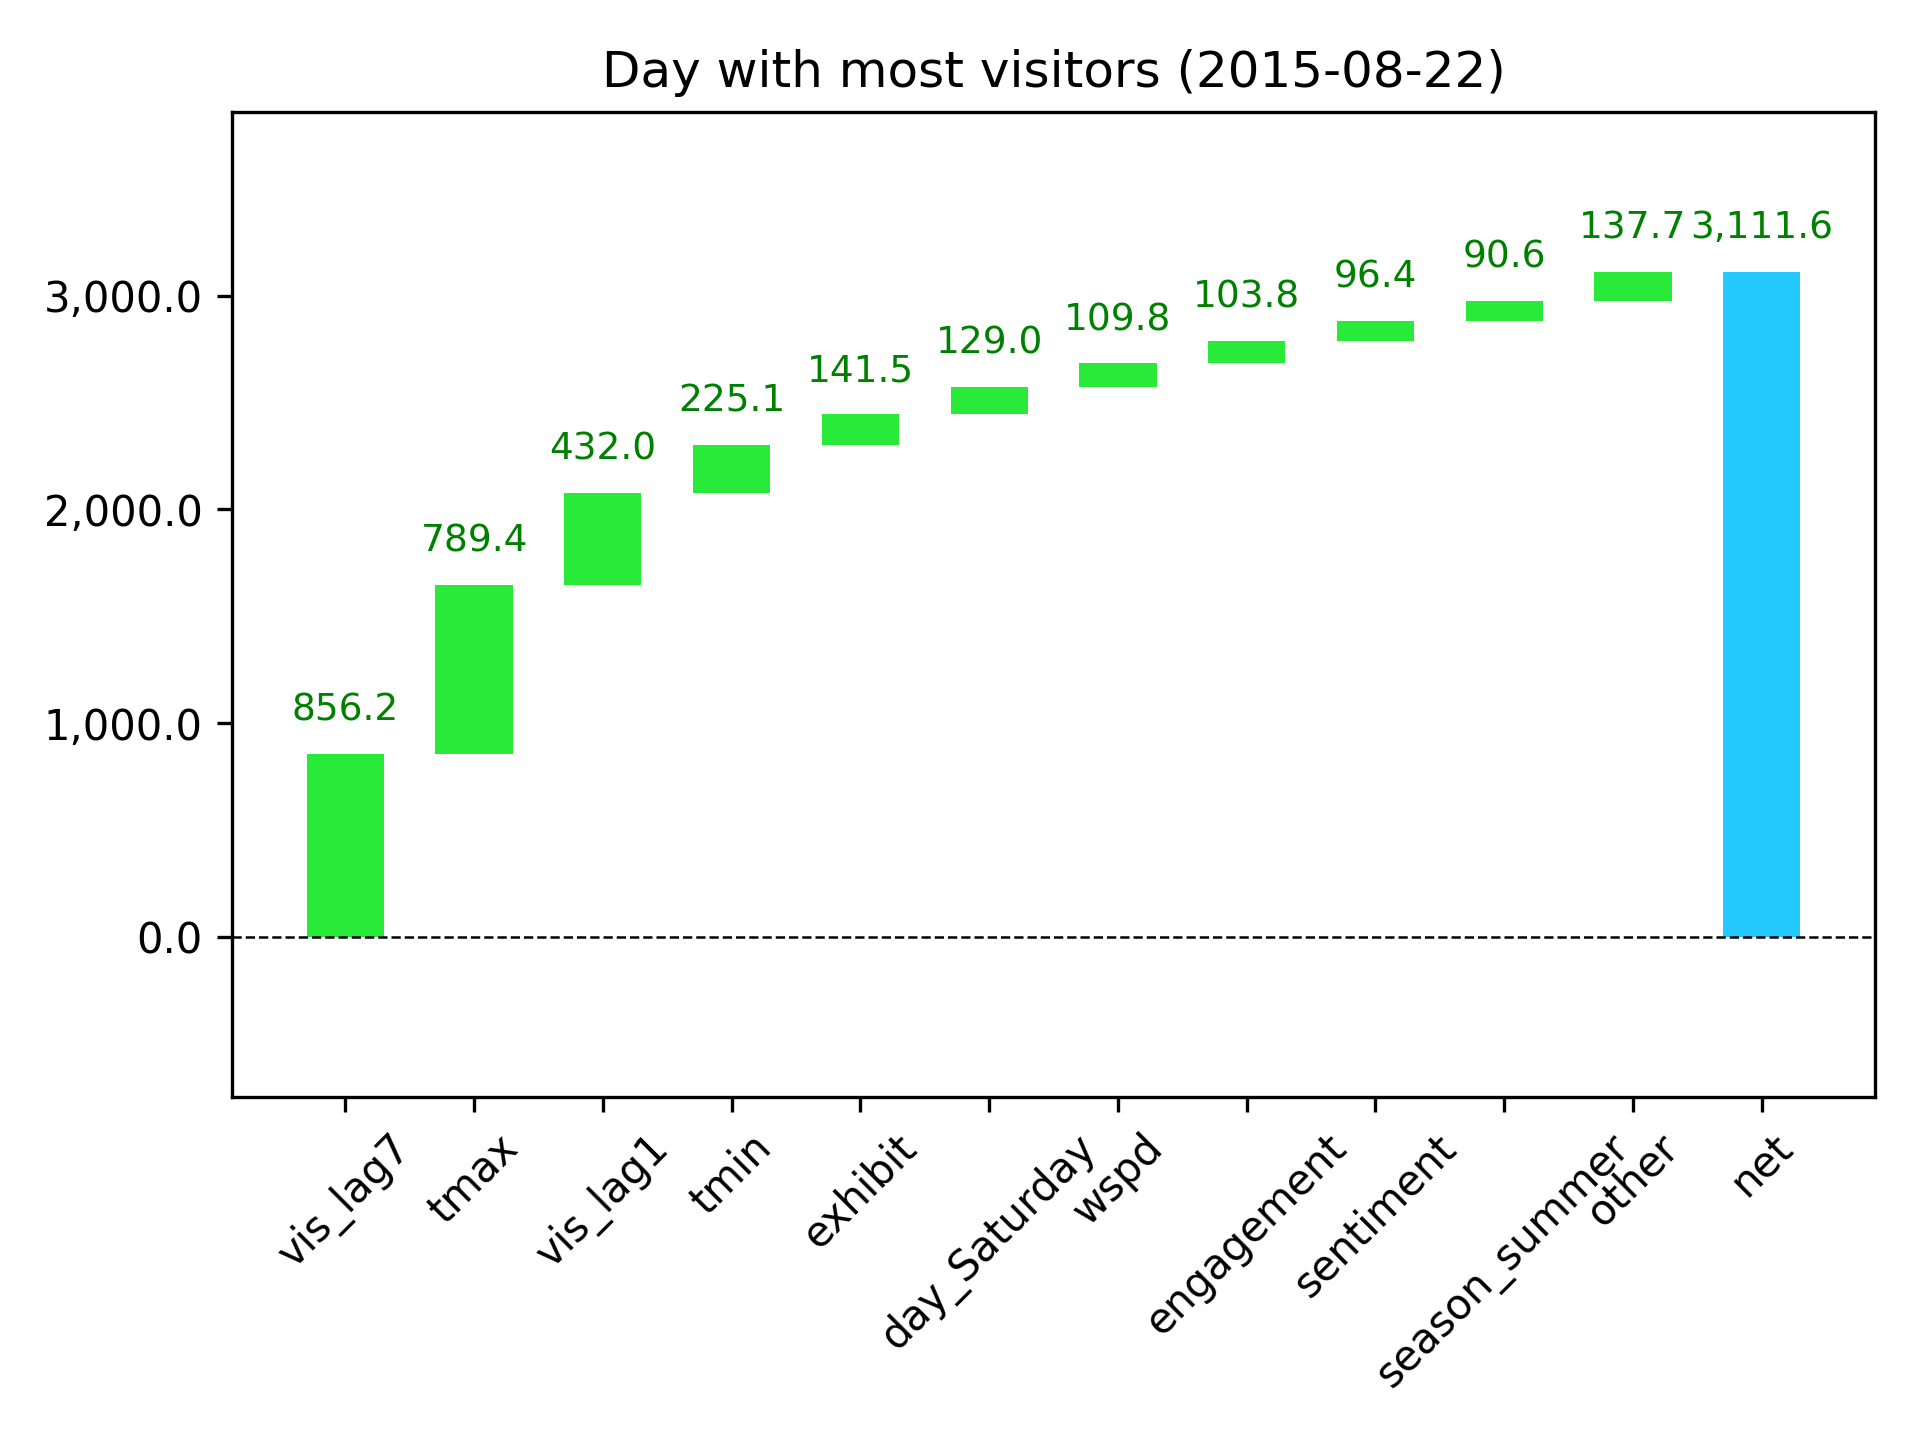 Day with most visitors (2015-08-22)
3,000.0
2,000.0
1,000.0
0.0
856.2
789.4
432.0
225.1
141.5
129.0
109.8
103.8
96.4
90.6
137.7
3,111.6
vis_lag7
tmax
vis_lag1
tmin
exhibit
day_Saturday
wspd
engagement
sentiment
season_summer
other
net